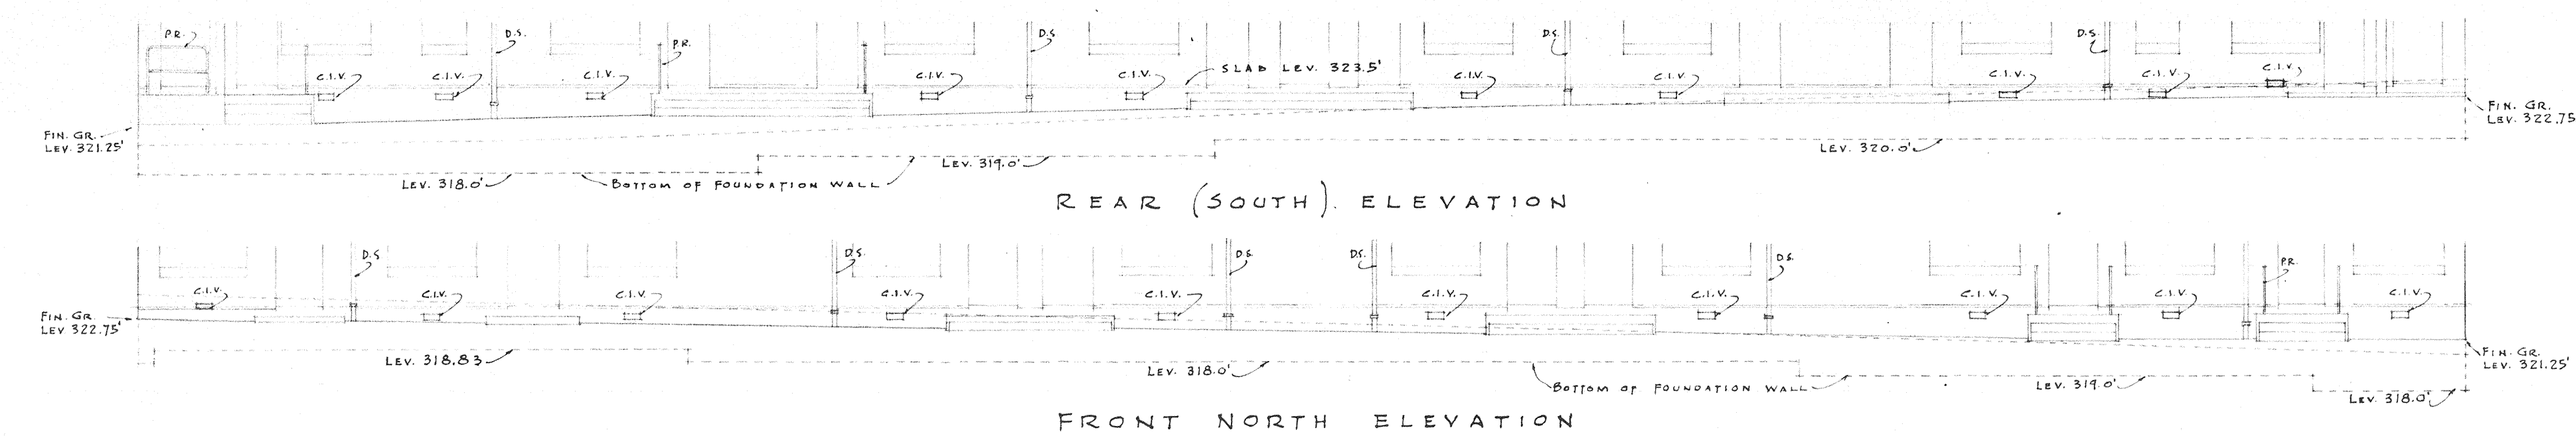 P.R.
D.S.
P.R.
D.S.
D.S.
D.S.
C.I.V.
C.I.V.
C.I.V.
C.I.V.
C.I.V.
SLAB LEV. 323.5'
C.I.V.
C.I.V.
C.I.V.
C.I.V.
C.I.V.
FIN. GR.
LEV. 321.25'
FIN. GR.
LEV. 322.75
LEV. 318.0'
BOTTOM OF FOUNDATION WALL
LEV. 319.0'
LEV. 320.0'
REAR (SOUTH). ELEVATION
D.S.
D.S.
D.S.
D.S.
D.S.
P.R.
C.I.V.
C.I.V.
C.I.V.
C.I.V.
C.I.V.
C.I.V.
C.I.V.
C.I.V.
C.I.V.
C.I.V.
FIN. GR.
LEV 322.75'
FIN. GR.
LEV. 321.25'
LEV. 318.83
LEV. 318.0'
BOTTOM OF FOUNDATION WALL
LEV. 319.0'
LEV. 318.0'
FRONT NORTH ELEVATION